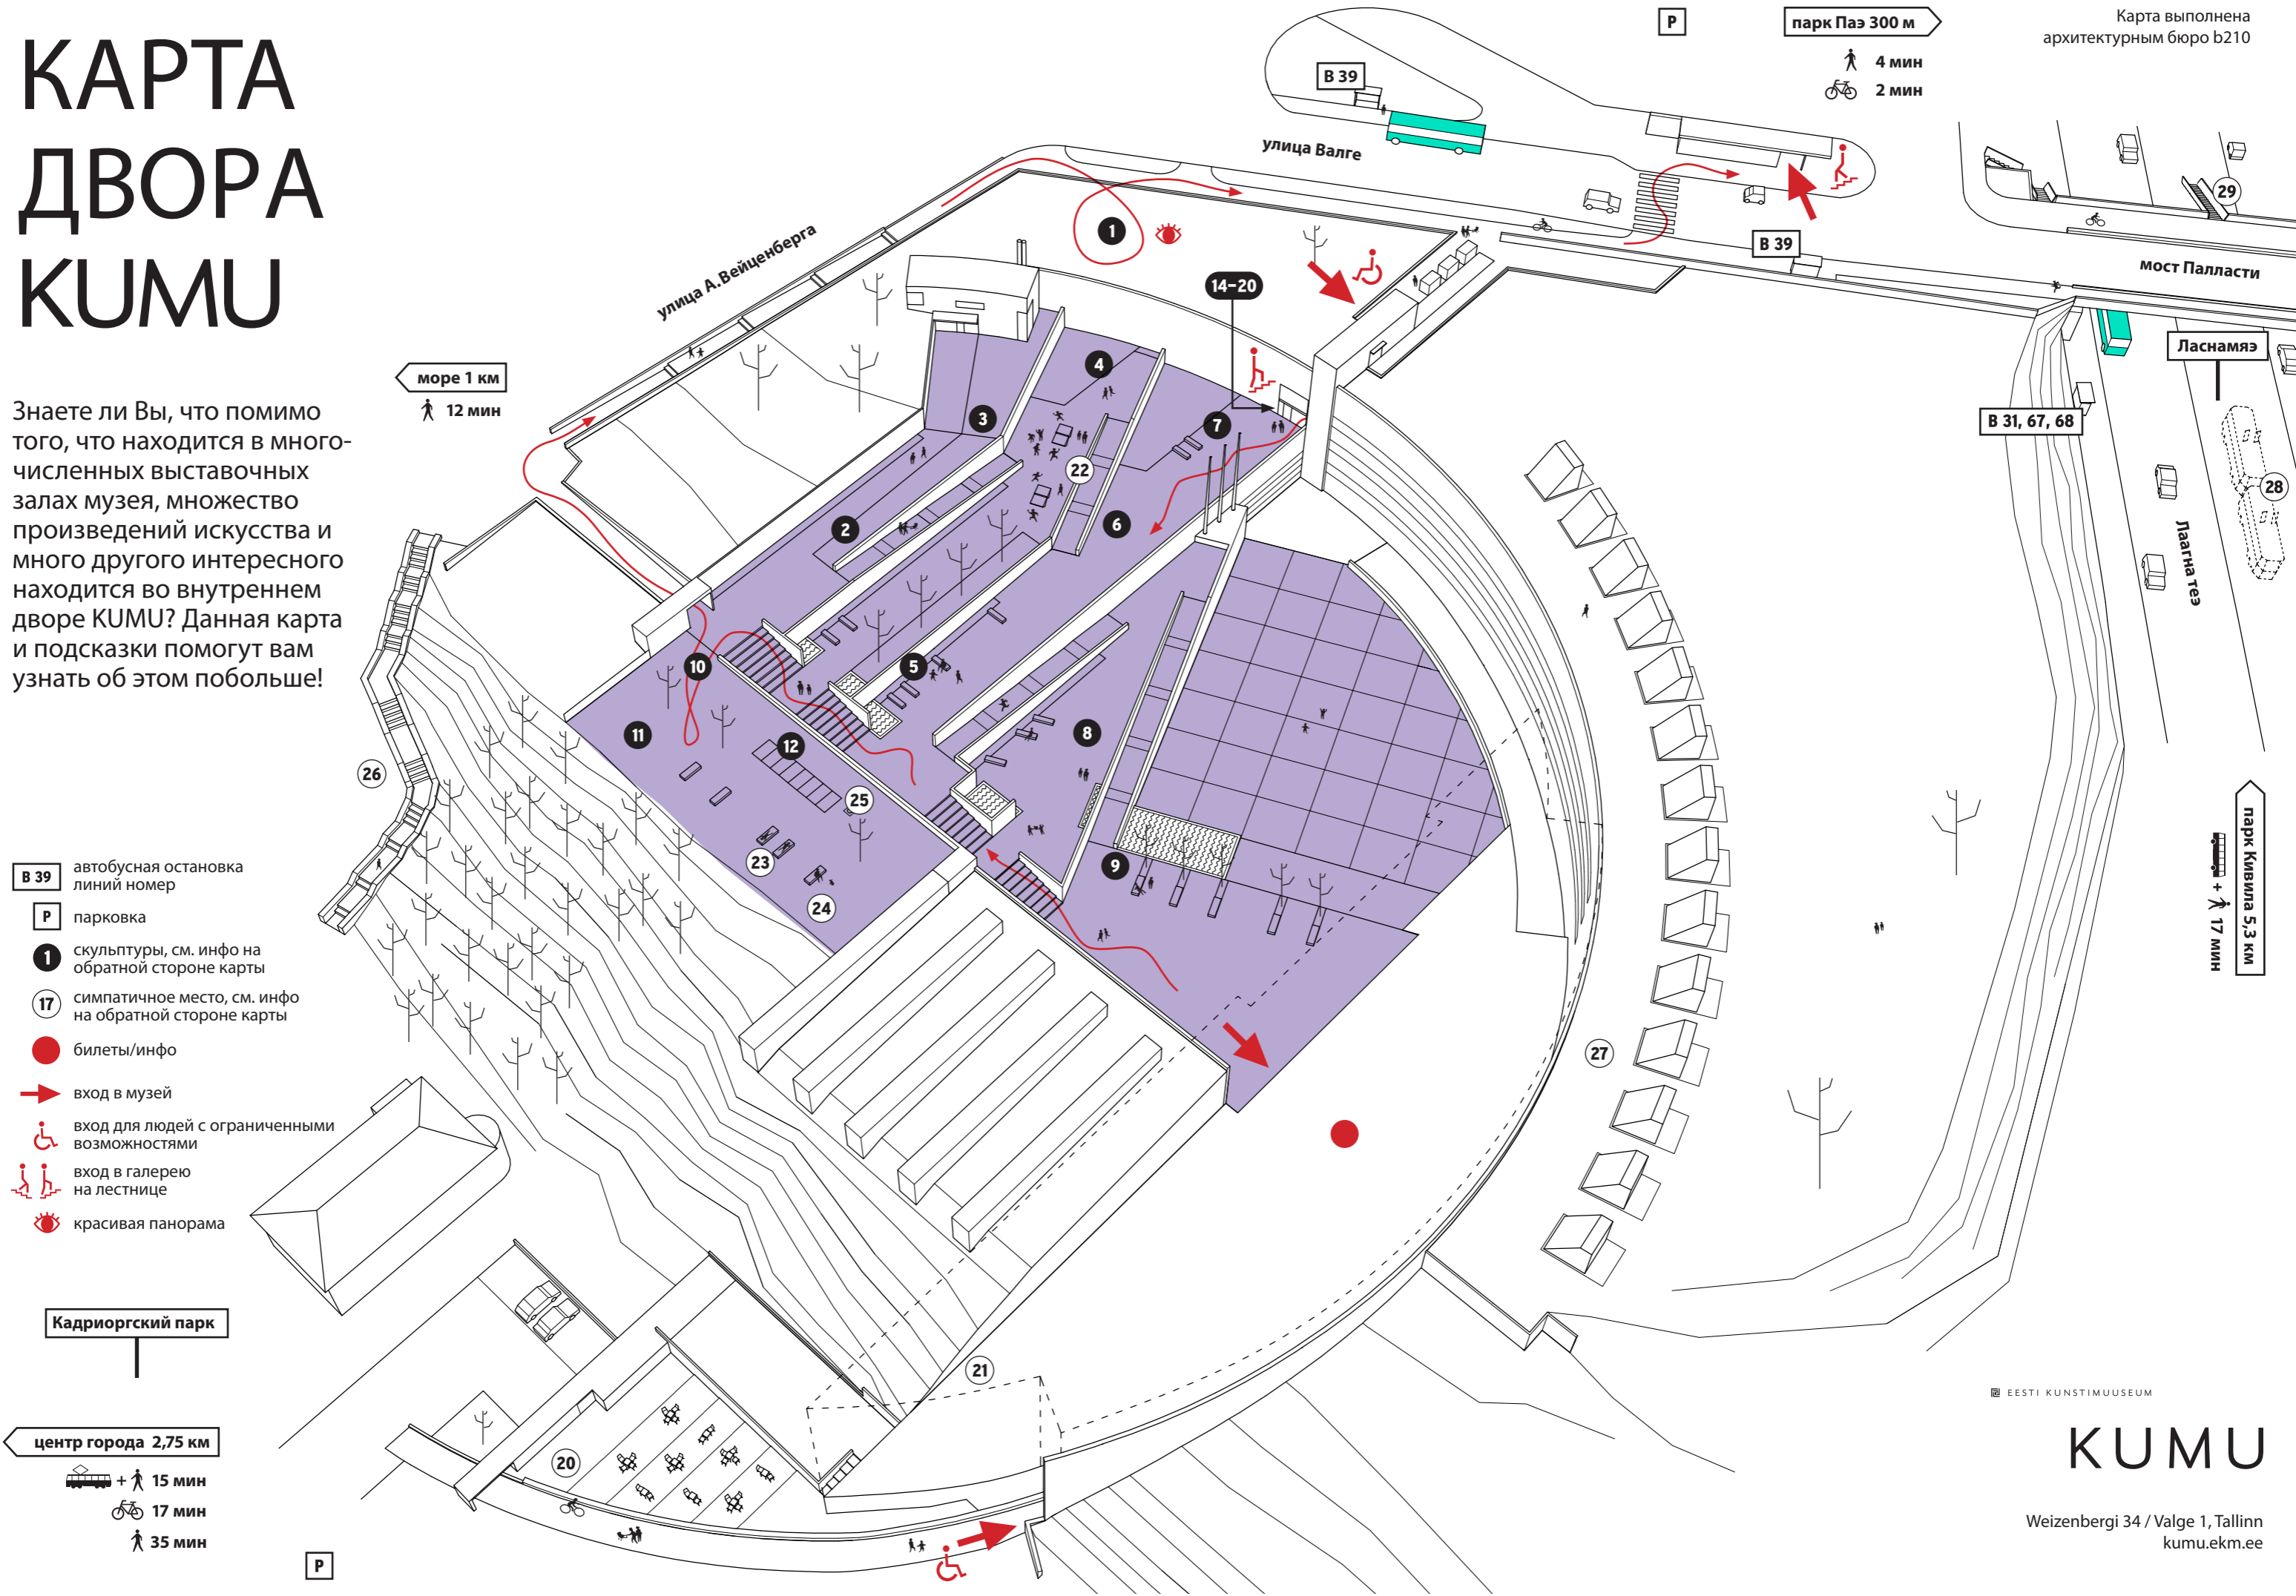 КАРТА
ДВОРА
KUMU
Знаете ли Вы, что помимо
того, что находится в много-
численных выставочных
залах музея, множество
произведений искусства и
много другого интересного
находится во внутреннем
дворе KUMU? Данная карта
и подсказки помогут вам
узнать об этом побольше!
море 1 км
12 мин
улица А. Вейценберга
улица Валге
B 39
P
парк Паэ 300 м
4 мин
2 мин
Карта выполнена
архитектурным бюро b210
29
B 39
мост Палласти
Ласнамяэ
B 31, 67, 68
28
Лаагна теэ
парк Кивила 5,3 км
+ 17 мин
1
14–20
4
3
7
22
2
6
10
5
11
12
8
25
26
23
9
24
27
21
20
B 39
автобусная остановка
линий номер
P
парковка
1
скульптуры, см. инфо на
обратной стороне карты
17
симпатичное место, см. инфо
на обратной стороне карты
билеты/инфо
вход в музей
вход для людей с ограниченными
возможностями
вход в галерею
на лестнице
красивая панорама
Кадриоргский парк
центр города 2,75 км
+ 15 мин
17 мин
35 мин
P
EESTI KUNSTIMUUSEUM
KUMU
Weizenbergi 34 / Valge 1, Tallinn
kumu.ekm.ee